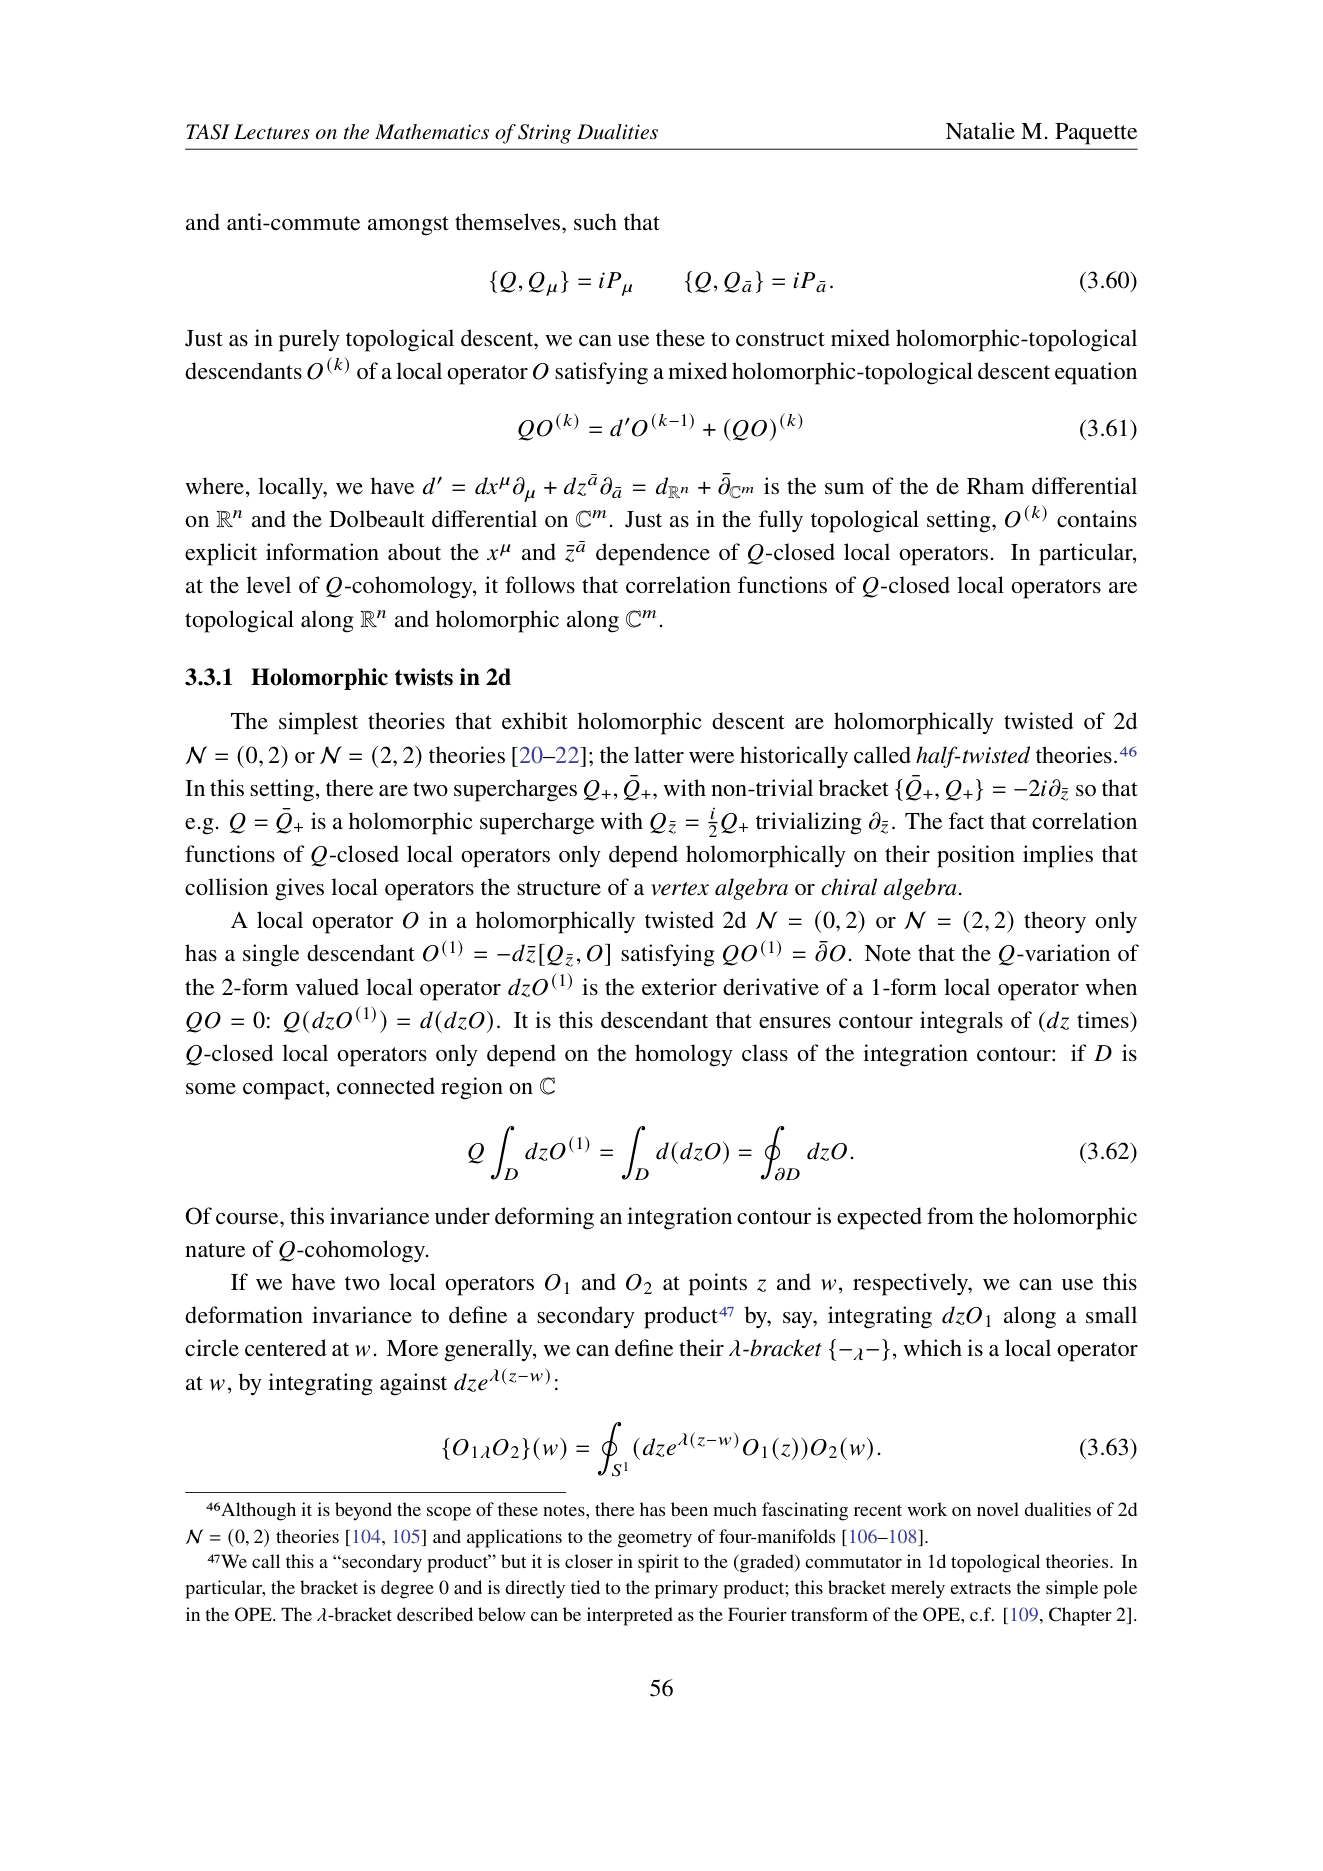 TASI Lectures on the Mathematics of String Dualities Natalie M. Paquette
and anti-commute amongst themselves, such that
{Q, Q_μ} = iP_μ {Q, Q_ā} = iP_ā. (3.60)
Just as in purely topological descent, we can use these to construct mixed holomorphic-topological
descendants O^(k) of a local operator O satisfying a mixed holomorphic-topological descent equation
QO^(k) = d′O^(k−1) + (QO)^(k) (3.61)
where, locally, we have d′ = dx^μ∂_μ + dz^ā∂_ā = d_ℝⁿ + ∂̄_ℂᵐ is the sum of the de Rham differential
on ℝⁿ and the Dolbeault differential on ℂᵐ. Just as in the fully topological setting, O^(k) contains
explicit information about the x^μ and z̄^ā dependence of Q-closed local operators. In particular,
at the level of Q-cohomology, it follows that correlation functions of Q-closed local operators are
topological along ℝⁿ and holomorphic along ℂᵐ.
3.3.1 Holomorphic twists in 2d
The simplest theories that exhibit holomorphic descent are holomorphically twisted of 2d
N = (0, 2) or N = (2, 2) theories [20–22]; the latter were historically called half-twisted theories.⁴⁶
In this setting, there are two supercharges Q₊, Q̄₊, with non-trivial bracket {Q̄₊, Q₊} = −2i∂_z̄ so that
e.g. Q = Q̄₊ is a holomorphic supercharge with Q_z̄ = i/2 Q₊ trivializing ∂_z̄. The fact that correlation
functions of Q-closed local operators only depend holomorphically on their position implies that
collision gives local operators the structure of a vertex algebra or chiral algebra.
A local operator O in a holomorphically twisted 2d N = (0, 2) or N = (2, 2) theory only
has a single descendant O^(1) = −dz̄[Q_z̄, O] satisfying QO^(1) = ∂̄O. Note that the Q-variation of
the 2-form valued local operator dzO^(1) is the exterior derivative of a 1-form local operator when
QO = 0: Q(dzO^(1)) = d(dzO). It is this descendant that ensures contour integrals of (dz times)
Q-closed local operators only depend on the homology class of the integration contour: if D is
some compact, connected region on ℂ
Q ∫_D dzO^(1) = ∫_D d(dzO) = ∮_∂D dzO. (3.62)
Of course, this invariance under deforming an integration contour is expected from the holomorphic
nature of Q-cohomology.
If we have two local operators O₁ and O₂ at points z and w, respectively, we can use this
deformation invariance to define a secondary product⁴⁷ by, say, integrating dzO₁ along a small
circle centered at w. More generally, we can define their λ-bracket {−_λ−}, which is a local operator
at w, by integrating against dze^λ(z−w):
{O₁_λO₂}(w) = ∮_S¹ (dze^λ(z−w)O₁(z))O₂(w). (3.63)
⁴⁶Although it is beyond the scope of these notes, there has been much fascinating recent work on novel dualities of 2d
N = (0, 2) theories [104, 105] and applications to the geometry of four-manifolds [106–108].
⁴⁷We call this a “secondary product” but it is closer in spirit to the (graded) commutator in 1d topological theories. In
particular, the bracket is degree 0 and is directly tied to the primary product; this bracket merely extracts the simple pole
in the OPE. The λ-bracket described below can be interpreted as the Fourier transform of the OPE, c.f. [109, Chapter 2].
56